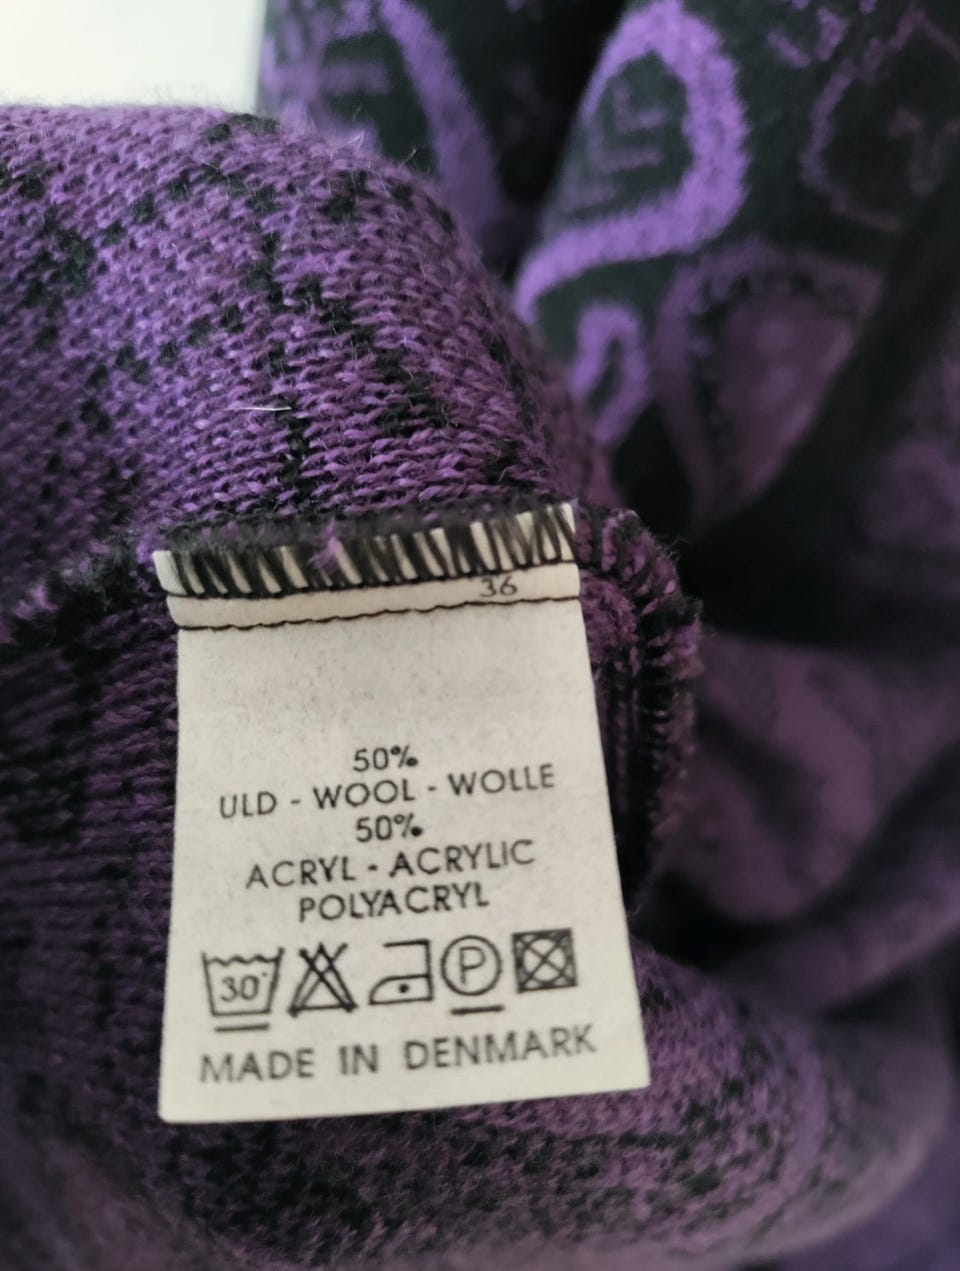 36
50%
ULD - WOOL - WOLLE
50%
ACRYL - ACRYLIC
POLYACRYL
30° P
MADE IN DENMARK